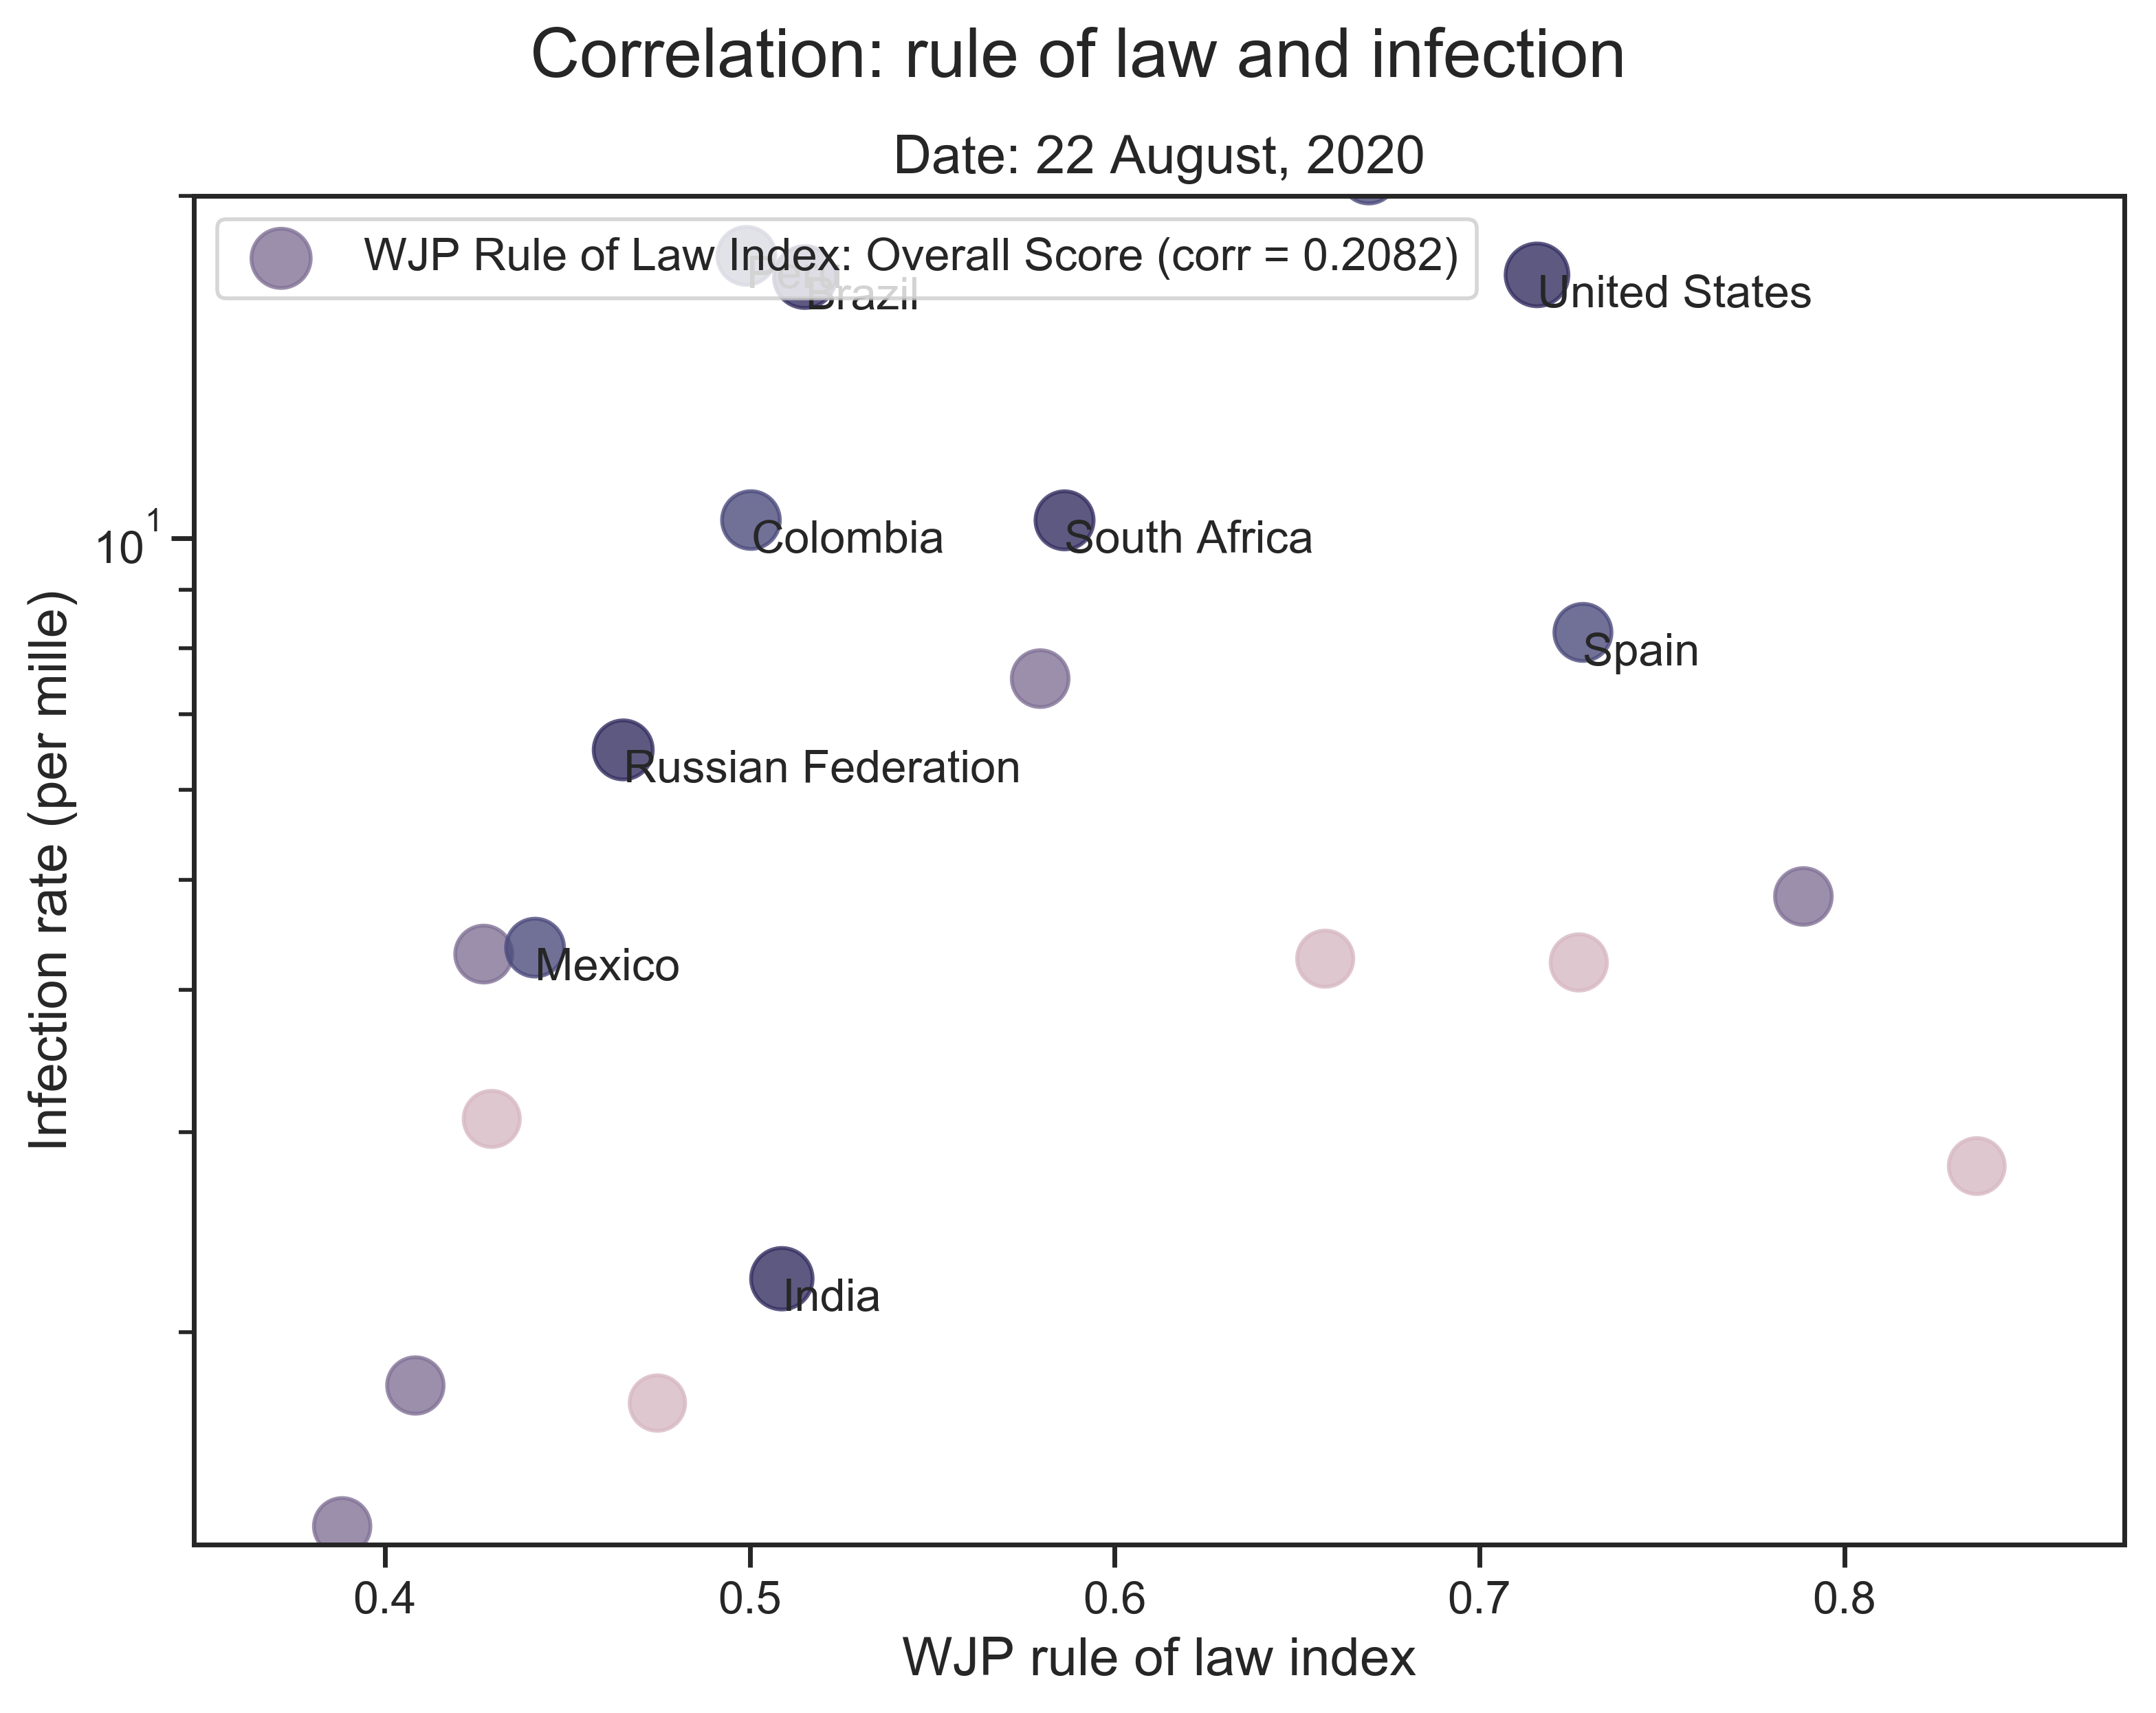 Correlation: rule of law and infection
Date: 22 August, 2020
WJP Rule of Law Index: Overall Score (corr = 0.2082)
Peru
Brazil
United States
10¹
Colombia
South Africa
Spain
Russian Federation
Mexico
India
Infection rate (per mille)
0.4 0.5 0.6 0.7 0.8
WJP rule of law index